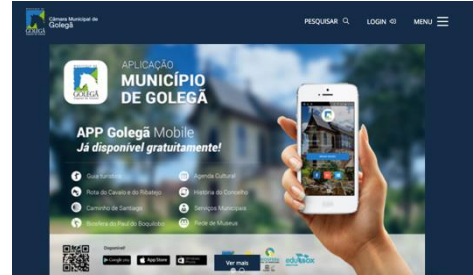 Câmara Municipal de
Golegã
PESQUISAR
LOGIN
MENU
APLICAÇÃO
MUNICÍPIO
DE GOLEGÃ
GOLEGÃ
APP Golegã Mobile
Já disponível gratuitamente!
Guia turístico
Agenda Cultural
Rota do Cavalo e do Ribatejo
História do Concelho
Caminho de Santiago
Serviços Municipais
Biosfera do Paul do Boquilobo
Rede de Museus
Disponível:
Google play
App Store
Ver mais
edubox